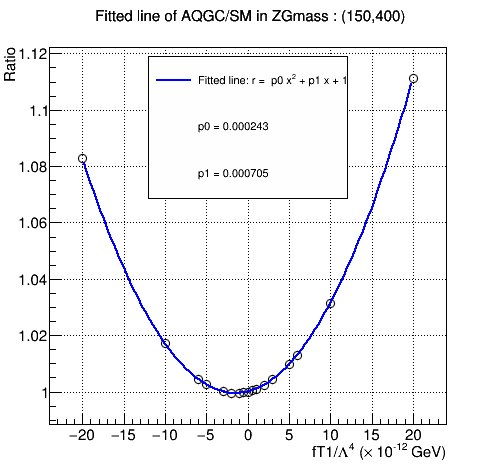 Fitted line of AQGC/SM in ZGmass : (150,400)
Ratio
1.12
1.1
1.08
1.06
1.04
1.02
1
Fitted line: r = p0 x² + p1 x + 1
p0 = 0.000243
p1 = 0.000705
−20 −15 −10 −5 0 5 10 15 20
fT1/Λ⁴ (× 10⁻¹² GeV)